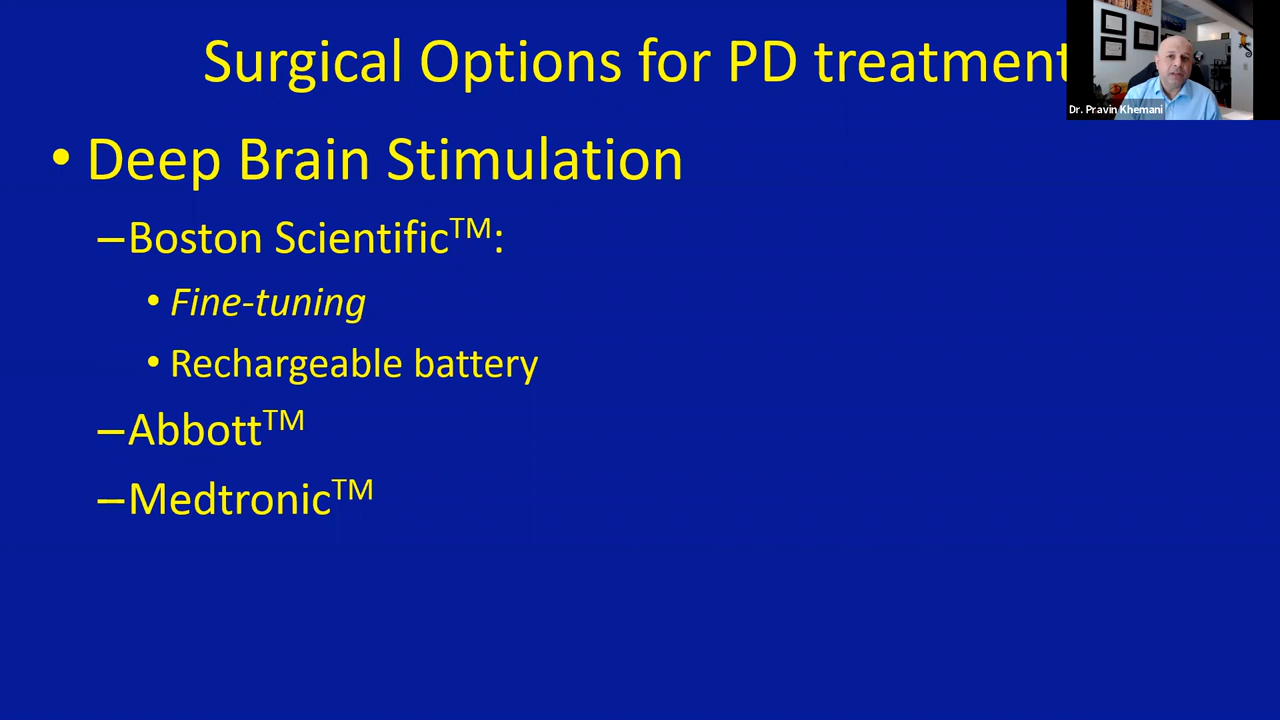 Surgical Options for PD treatment
Dr. Pravin Khemani
• Deep Brain Stimulation
–Boston Scientific™:
• Fine-tuning
• Rechargeable battery
–Abbott™
–Medtronic™